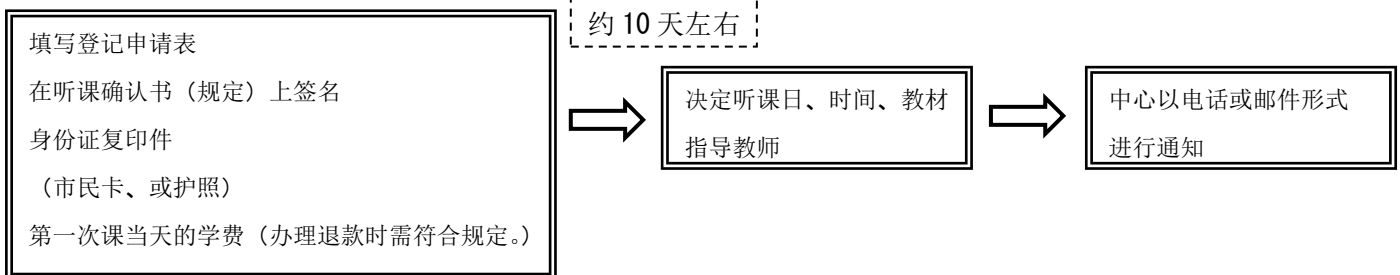 填写登记申请表
在听课确认书（规定）上签名
身份证复印件
（市民卡、或护照）
第一次课当天的学费（办理退款时需符合规定。）
约 10 天左右
决定听课日、时间、教材
指导教师
中心以电话或邮件形式
进行通知